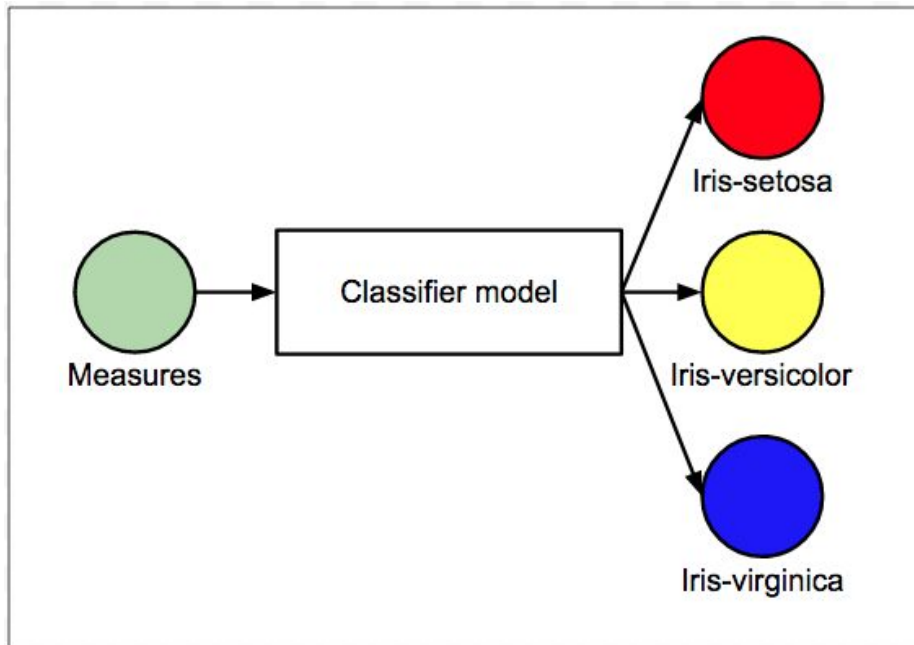 Iris-setosa
Measures
Classifier model
Iris-versicolor
Iris-virginica